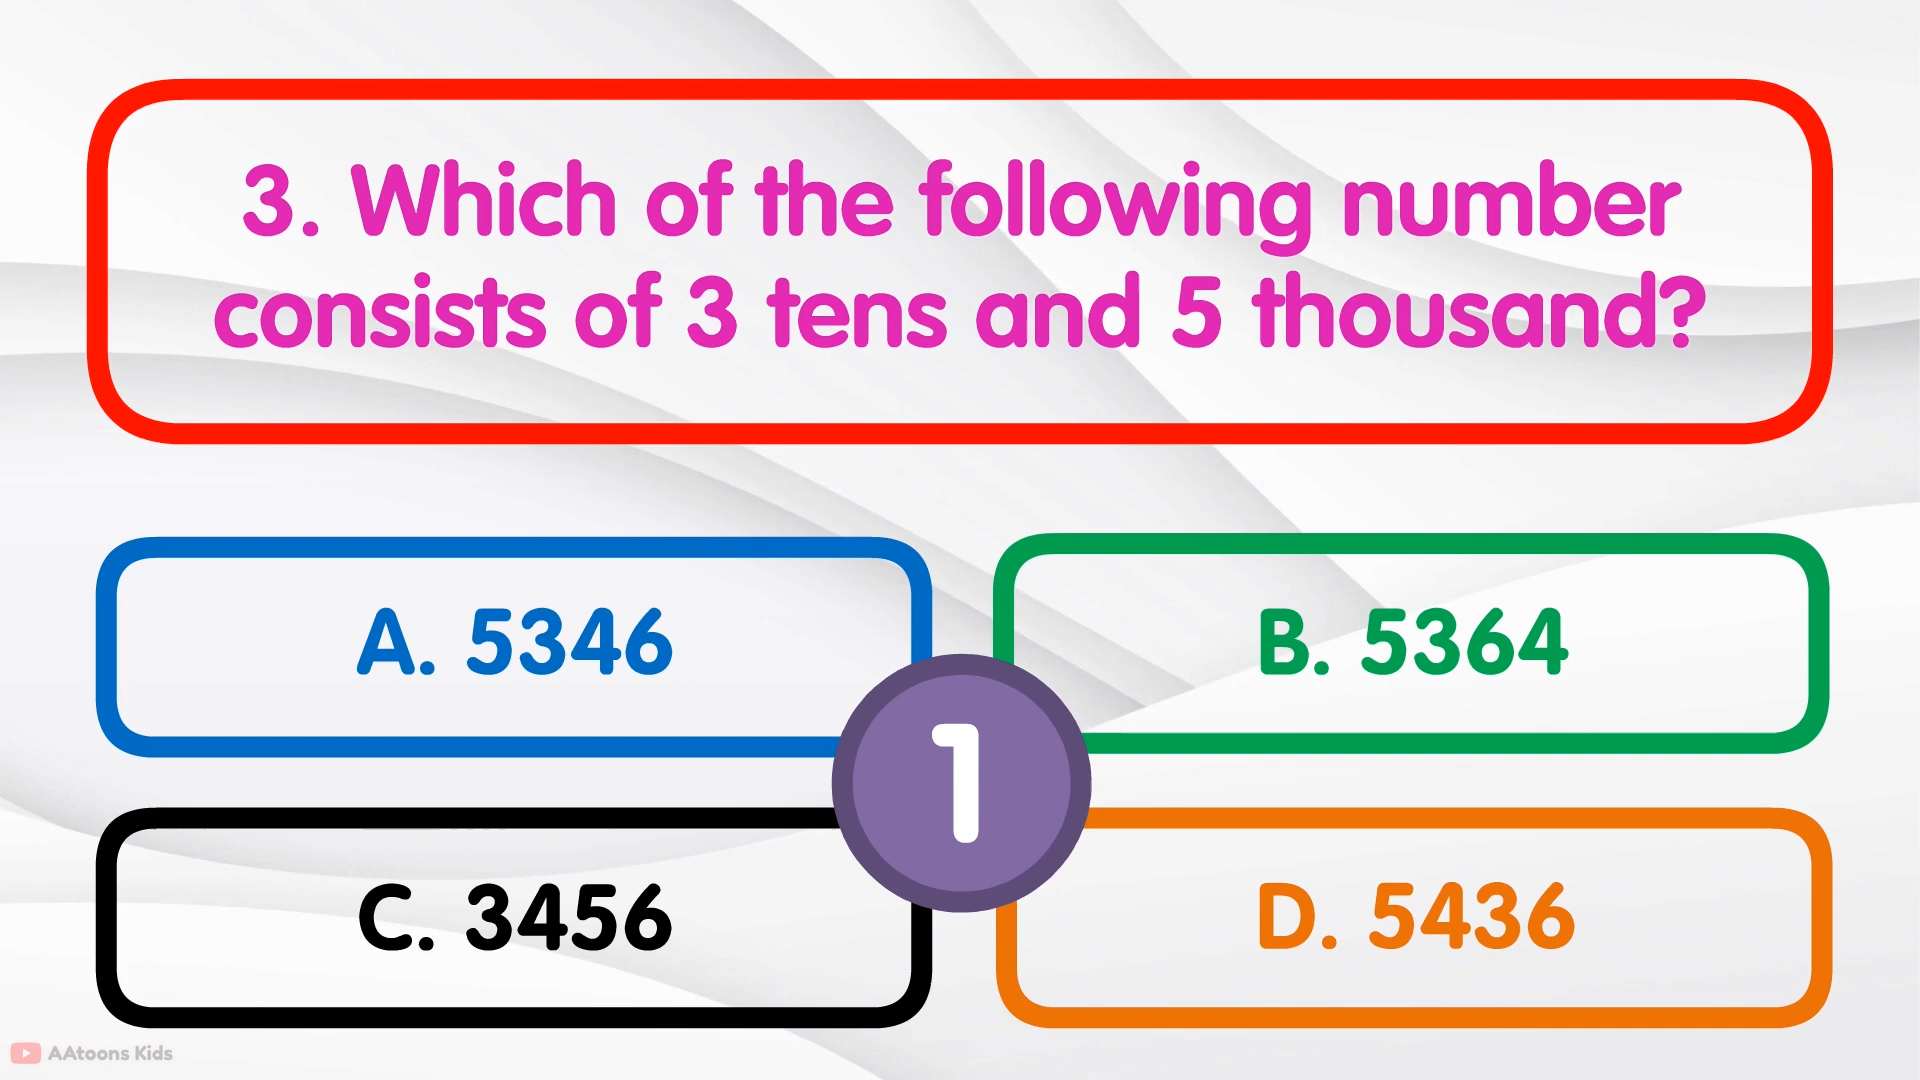 3. Which of the following number
consists of 3 tens and 5 thousand?
A. 5346
B. 5364
1
C. 3456
D. 5436
AAtoons Kids